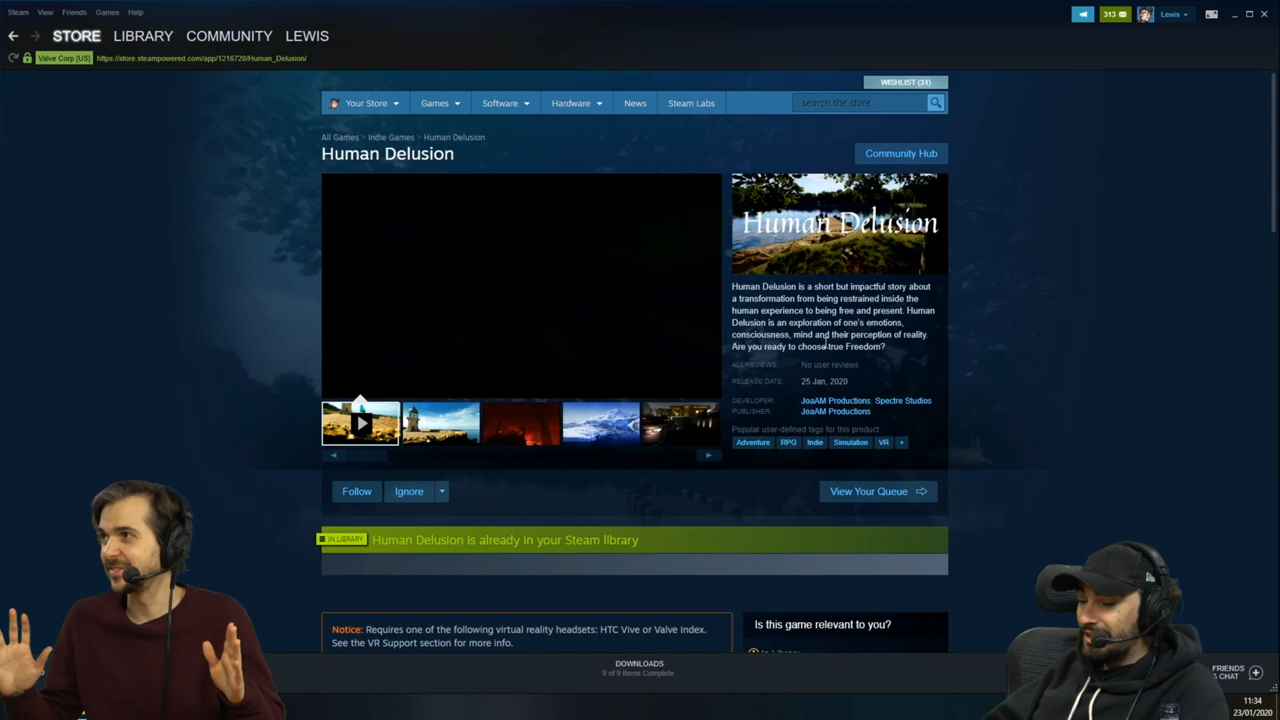 Steam View Friends Games Help
313 Lewis
STORE LIBRARY COMMUNITY LEWIS
Valve Corp [US] https://store.steampowered.com/app/1216720/Human_Delusion/
WISHLIST (31)
Your Store Games Software Hardware News Steam Labs search the store
All Games > Indie Games > Human Delusion
Human Delusion
Community Hub
Human Delusion
Human Delusion is a short but impactful story about
a transformation from being restrained inside the
human experience to being free and present. Human
Delusion is an exploration of one's emotions,
consciousness, mind and their perception of reality.
Are you ready to choose true Freedom?
ALL REVIEWS: No user reviews
RELEASE DATE: 25 Jan, 2020
DEVELOPER: JoaAM Productions, Spectre Studios
PUBLISHER: JoaAM Productions
Popular user-defined tags for this product:
Adventure RPG Indie Simulation VR +
Follow Ignore View Your Queue
IN LIBRARY Human Delusion is already in your Steam library
Notice: Requires one of the following virtual reality headsets: HTC Vive or Valve Index.
See the VR Support section for more info.
Is this game relevant to you?
In Library
DOWNLOADS
9 of 9 Items Complete
FRIENDS
& CHAT
11:34
23/01/2020